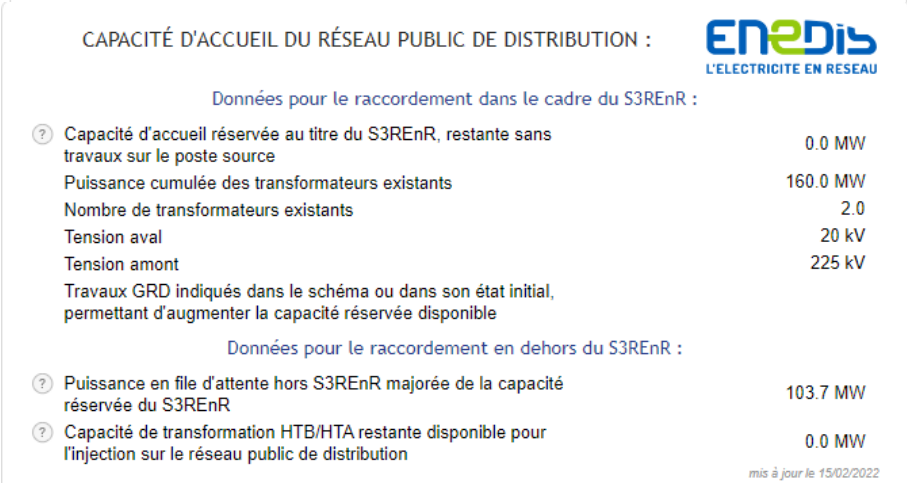 CAPACITÉ D'ACCUEIL DU RÉSEAU PUBLIC DE DISTRIBUTION :
ENEDIS
L'ELECTRICITE EN RESEAU
Données pour le raccordement dans le cadre du S3REnR :
? Capacité d'accueil réservée au titre du S3REnR, restante sans
travaux sur le poste source
0.0 MW
Puissance cumulée des transformateurs existants 160.0 MW
Nombre de transformateurs existants 2.0
Tension aval 20 kV
Tension amont 225 kV
Travaux GRD indiqués dans le schéma ou dans son état initial,
permettant d'augmenter la capacité réservée disponible
Données pour le raccordement en dehors du S3REnR :
? Puissance en file d'attente hors S3REnR majorée de la capacité
réservée du S3REnR
103.7 MW
? Capacité de transformation HTB/HTA restante disponible pour
l'injection sur le réseau public de distribution
0.0 MW
mis à jour le 15/02/2022